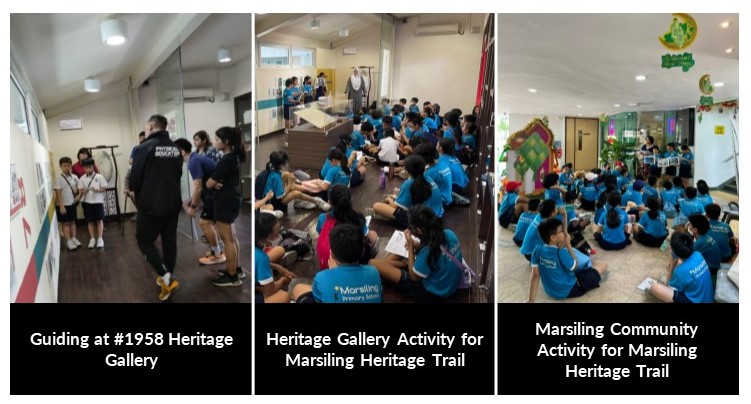 PHYSICAL
EDUCATION
Marsiling
Primary School
Marsiling
Guiding at #1958 Heritage
Gallery
Heritage Gallery Activity for
Marsiling Heritage Trail
Marsiling Community
Activity for Marsiling
Heritage Trail